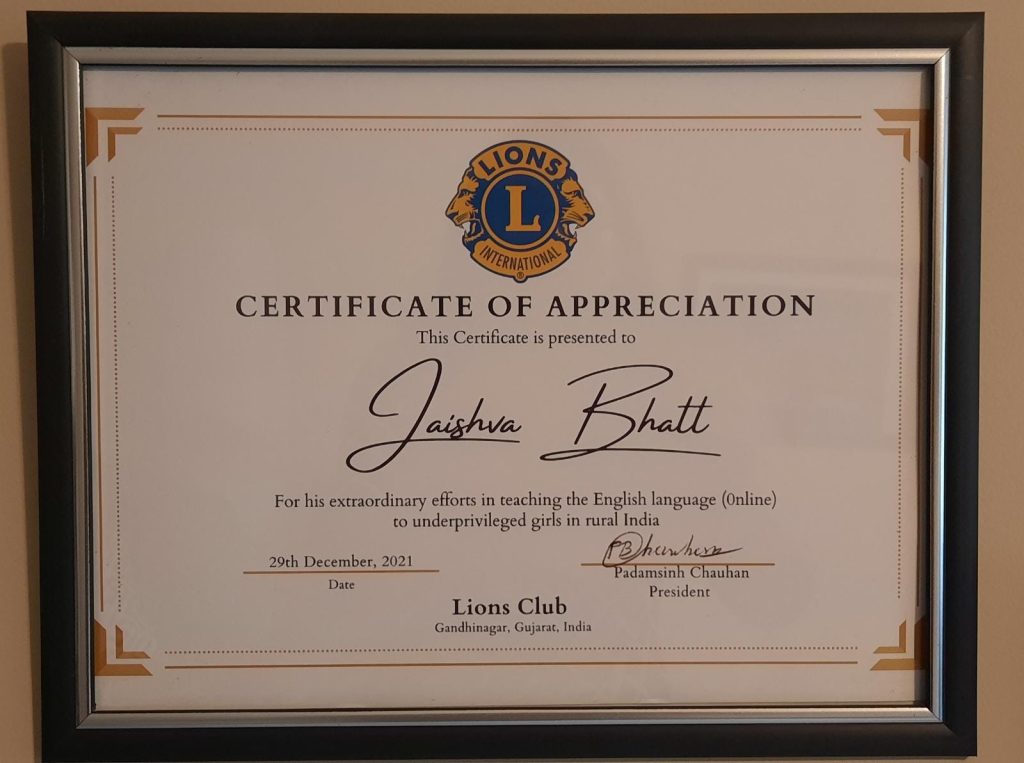 LIONS
L
INTERNATIONAL
®
CERTIFICATE OF APPRECIATION
This Certificate is presented to
Jaishva Bhatt
For his extraordinary efforts in teaching the English language (0nline)
to underprivileged girls in rural India
29th December, 2021
Date
Padamsinh Chauhan
President
Lions Club
Gandhinagar, Gujarat, India